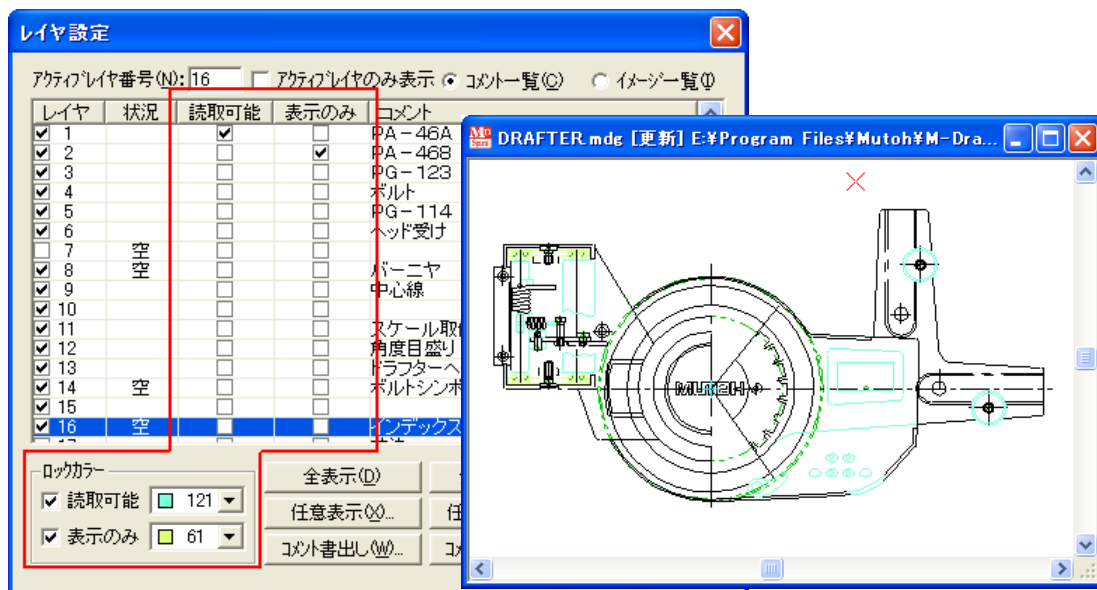 レイヤ設定
アクティブレイヤ番号(N): 16 アクティブレイヤのみ表示 コメント一覧(C) イメージ一覧(I)
レイヤ 状況 読取可能 表示のみ コメント
1 PA-46A
2 PA-468
3 PG-123
4 ボルト
5 PG-114
6 ヘッド受け
7 空
8 空 バーニヤ
9 中心線
10
11 スケール取
12 角度目盛り
13 ドラフターヘ
14 空 ボルトシンボ
15
16 空 インデックス
ロックカラー
読取可能 121
表示のみ 61
全表示(D)
任意表示(X)...
コメント書出し(W)...
DRAFTER.mdg [更新] E:¥Program Files¥Mutoh¥M-Dra...
MUTOH